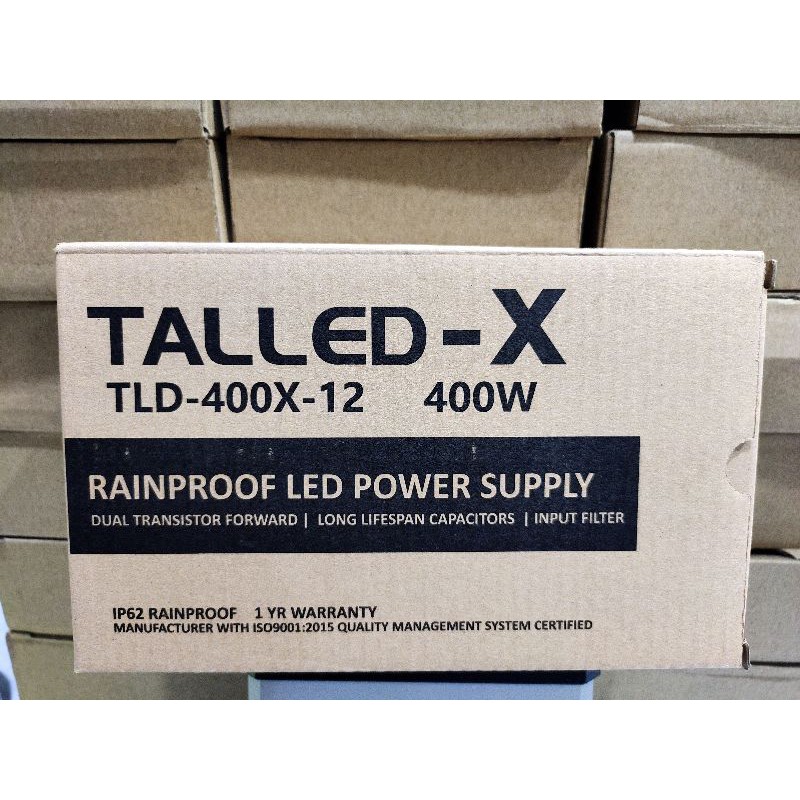 TALLED-X
TLD-400X-12 400W
RAINPROOF LED POWER SUPPLY
DUAL TRANSISTOR FORWARD | LONG LIFESPAN CAPACITORS | INPUT FILTER
IP62 RAINPROOF 1 YR WARRANTY
MANUFACTURER WITH ISO9001:2015 QUALITY MANAGEMENT SYSTEM CERTIFIED